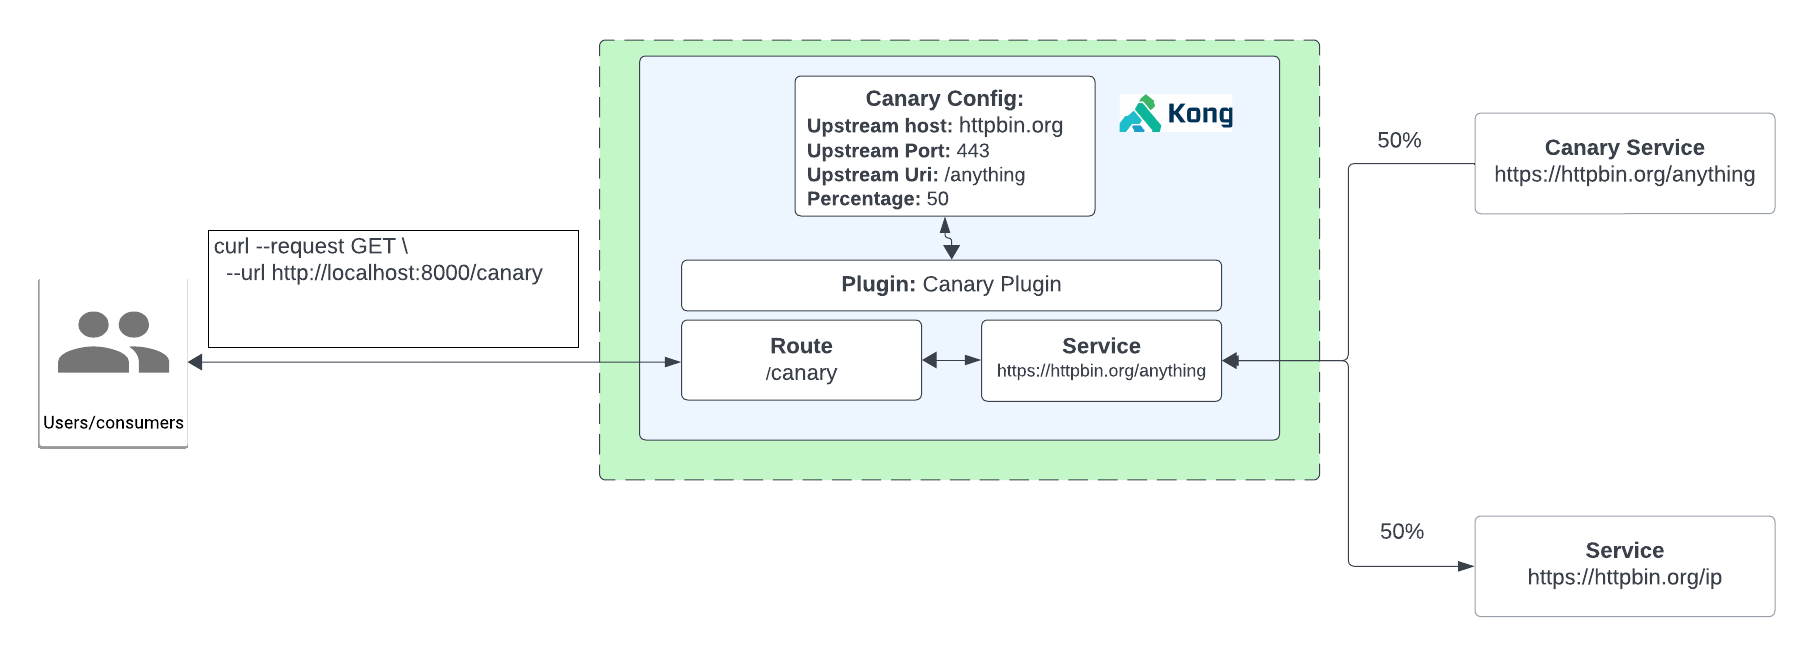 Canary Config:
Upstream host: httpbin.org
Upstream Port: 443
Upstream Uri: /anything
Percentage: 50
Kong
50%
Canary Service
https://httpbin.org/anything
curl --request GET \
--url http://localhost:8000/canary
Plugin: Canary Plugin
Users/consumers
Route
/canary
Service
https://httpbin.org/anything
50%
Service
https://httpbin.org/ip